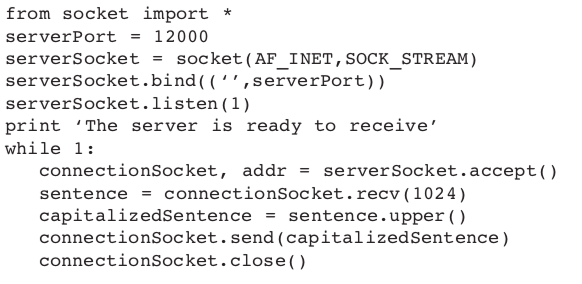 from socket import *
serverPort = 12000
serverSocket = socket(AF_INET,SOCK_STREAM)
serverSocket.bind((‘’,serverPort))
serverSocket.listen(1)
print ‘The server is ready to receive’
while 1:
   connectionSocket, addr = serverSocket.accept()
   sentence = connectionSocket.recv(1024)
   capitalizedSentence = sentence.upper()
   connectionSocket.send(capitalizedSentence)
   connectionSocket.close()